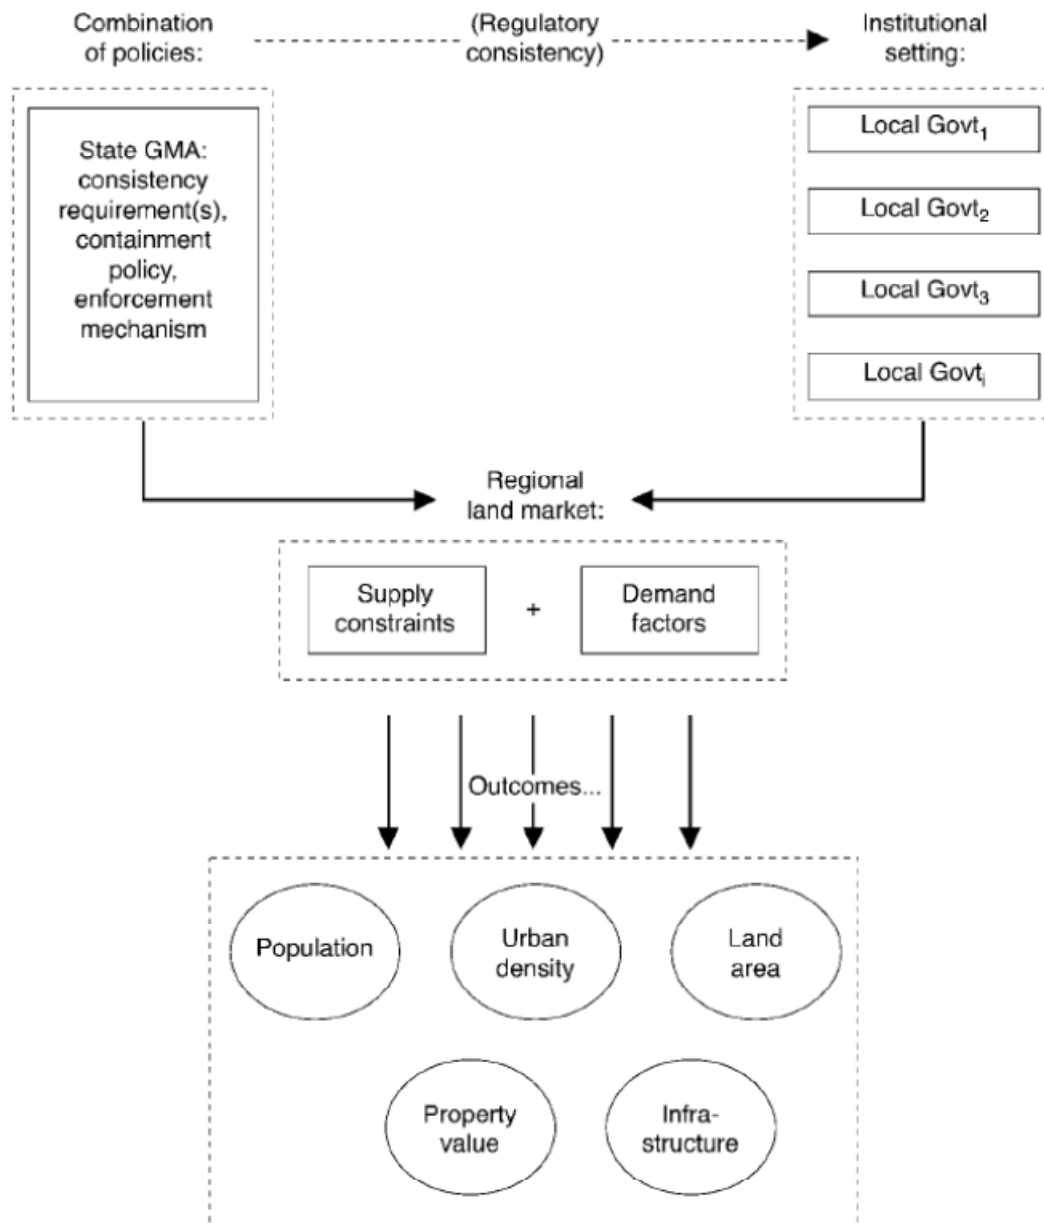 Combination
of policies:
(Regulatory
consistency)
Institutional
setting:
State GMA:
consistency
requirement(s),
containment
policy,
enforcement
mechanism
Local Govt₁
Local Govt₂
Local Govt₃
Local Govtᵢ
Regional
land market:
Supply
constraints
+
Demand
factors
Outcomes...
Population
Urban
density
Land
area
Property
value
Infra-
structure